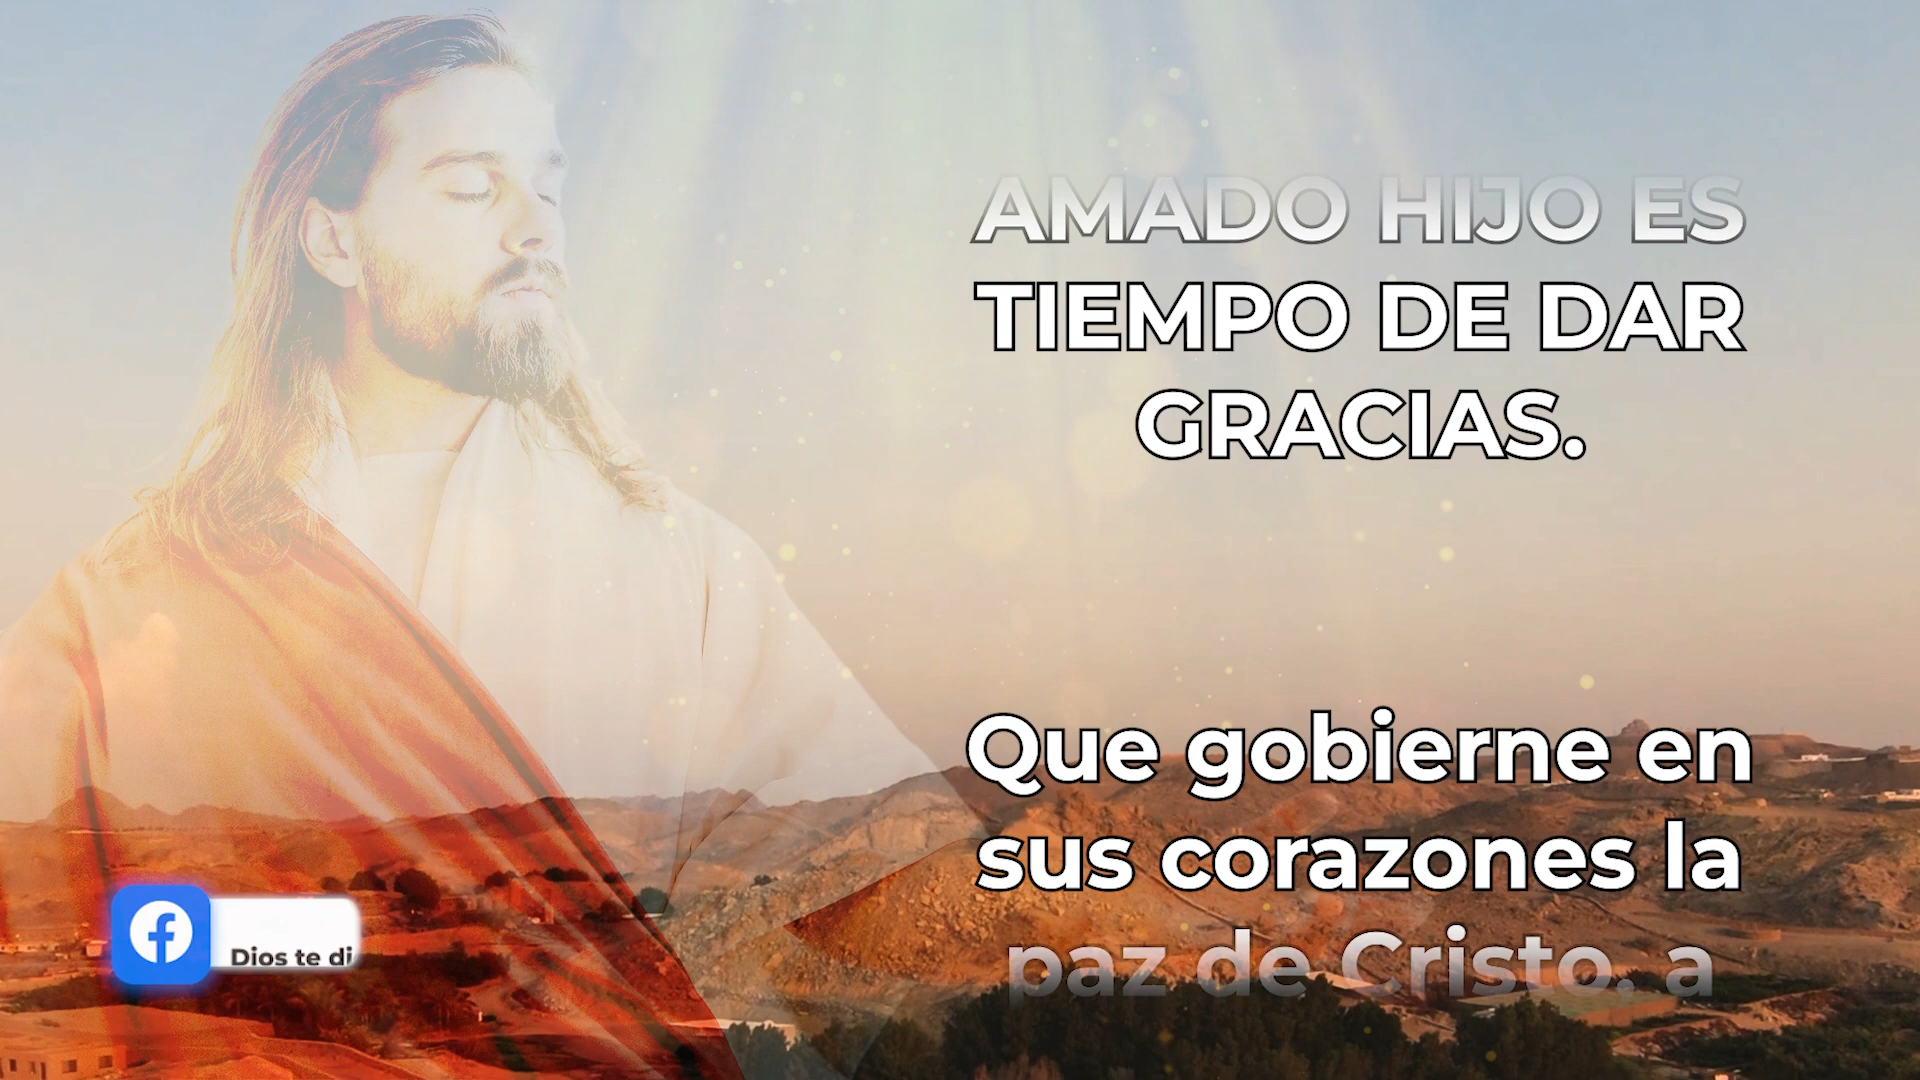 AMADO HIJO ES
TIEMPO DE DAR
GRACIAS.
Que gobierne en
sus corazones la
paz de Cristo, a
Dios te di